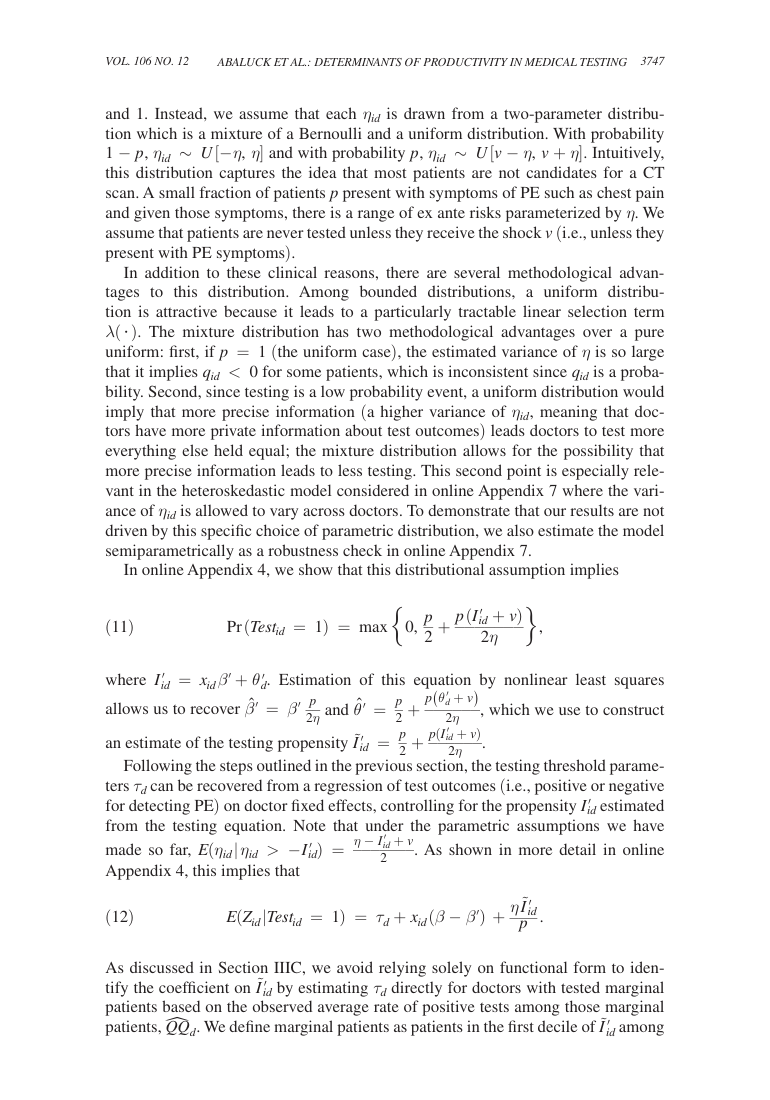 VOL. 106 NO. 12 ABALUCK ET AL.: DETERMINANTS OF PRODUCTIVITY IN MEDICAL TESTING 3747
and 1. Instead, we assume that each η_id is drawn from a two-parameter distribu-
tion which is a mixture of a Bernoulli and a uniform distribution. With probability
1 − p, η_id ∼ U[−η, η] and with probability p, η_id ∼ U[v − η, v + η]. Intuitively,
this distribution captures the idea that most patients are not candidates for a CT
scan. A small fraction of patients p present with symptoms of PE such as chest pain
and given those symptoms, there is a range of ex ante risks parameterized by η. We
assume that patients are never tested unless they receive the shock v (i.e., unless they
present with PE symptoms).
In addition to these clinical reasons, there are several methodological advan-
tages to this distribution. Among bounded distributions, a uniform distribu-
tion is attractive because it leads to a particularly tractable linear selection term
λ(·). The mixture distribution has two methodological advantages over a pure
uniform: first, if p = 1 (the uniform case), the estimated variance of η is so large
that it implies q_id < 0 for some patients, which is inconsistent since q_id is a proba-
bility. Second, since testing is a low probability event, a uniform distribution would
imply that more precise information (a higher variance of η_id, meaning that doc-
tors have more private information about test outcomes) leads doctors to test more
everything else held equal; the mixture distribution allows for the possibility that
more precise information leads to less testing. This second point is especially rele-
vant in the heteroskedastic model considered in online Appendix 7 where the vari-
ance of η_id is allowed to vary across doctors. To demonstrate that our results are not
driven by this specific choice of parametric distribution, we also estimate the model
semiparametrically as a robustness check in online Appendix 7.
In online Appendix 4, we show that this distributional assumption implies
(11) Pr(Test_id = 1) = max {0, p/2 + p(I′_id + v)/2η},
where I′_id = x_id β′ + θ′_d. Estimation of this equation by nonlinear least squares
allows us to recover β̂′ = β′ p/2η and θ̂′ = p/2 + p(θ′_d + v)/2η, which we use to construct
an estimate of the testing propensity Ĩ′_id = p/2 + p(I′_id + v)/2η.
Following the steps outlined in the previous section, the testing threshold parame-
ters τ_d can be recovered from a regression of test outcomes (i.e., positive or negative
for detecting PE) on doctor fixed effects, controlling for the propensity I′_id estimated
from the testing equation. Note that under the parametric assumptions we have
made so far, E(η_id | η_id > −I′_id) = (η − I′_id + v)/2. As shown in more detail in online
Appendix 4, this implies that
(12) E(Z_id | Test_id = 1) = τ_d + x_id(β − β′) + ηĨ′_id/p.
As discussed in Section IIIC, we avoid relying solely on functional form to iden-
tify the coefficient on Ĩ′_id by estimating τ_d directly for doctors with tested marginal
patients based on the observed average rate of positive tests among those marginal
patients, Q̂Q_d. We define marginal patients as patients in the first decile of Ĩ′_id among